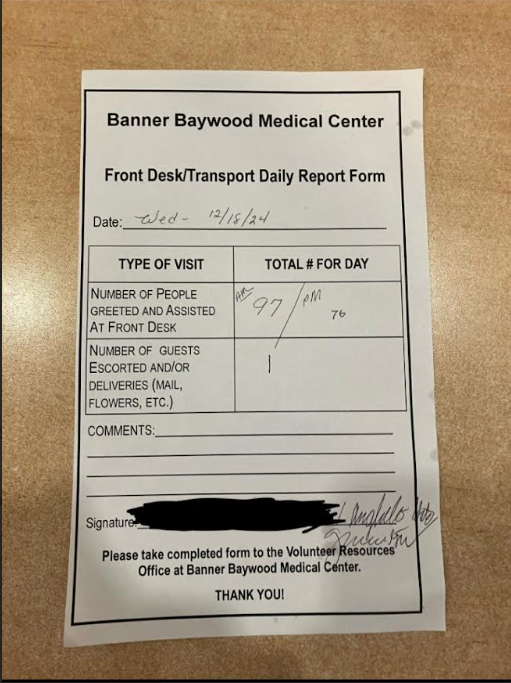 Banner Baywood Medical Center
Front Desk/Transport Daily Report Form
Date: Wed- 12/18/24
TYPE OF VISIT TOTAL # FOR DAY
NUMBER OF PEOPLE
GREETED AND ASSISTED
AT FRONT DESK
AM 97 / PM 76
NUMBER OF GUESTS
ESCORTED AND/OR
DELIVERIES (MAIL,
FLOWERS, ETC.)
1
COMMENTS:
Signature
Please take completed form to the Volunteer Resources
Office at Banner Baywood Medical Center.
THANK YOU!